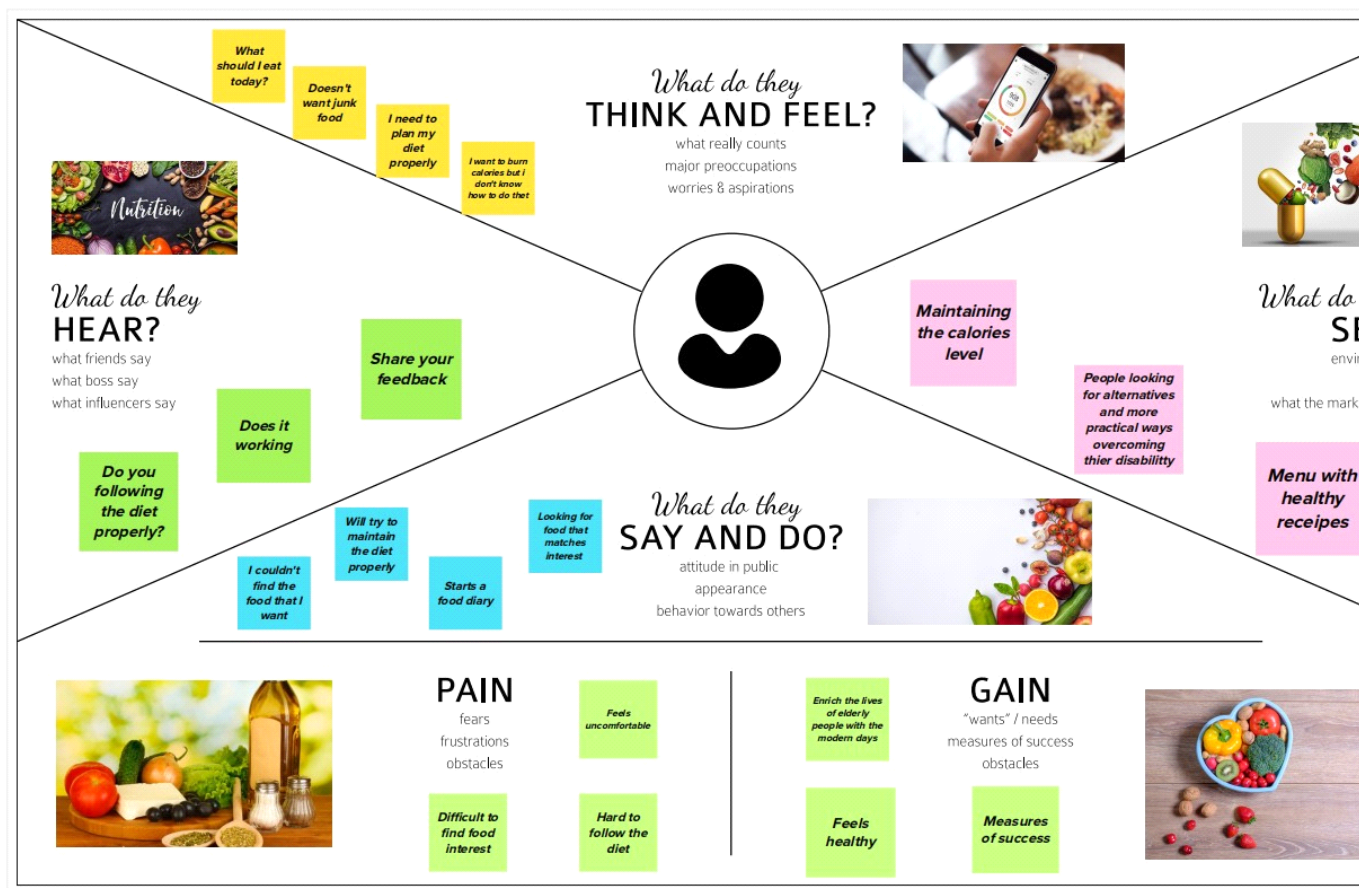 What
should I eat
today?
Doesn't
want junk
food
I need to
plan my
diet
properly
I want to burn
calories but i
don't know
how to do thet
What do they
THINK AND FEEL?
what really counts
major preoccupations
worries & aspirations
Nutrition
What do they
HEAR?
what friends say
what boss say
what influencers say
Share your
feedback
Does it
working
Do you
following
the diet
properly?
Maintaining
the calories
level
People looking
for alternatives
and more
practical ways
overcoming
thier disabilitty
What do
SE
envir
what the mark
Menu with
healthy
receipes
What do they
SAY AND DO?
attitude in public
appearance
behavior towards others
Will try to
maintain
the diet
properly
Looking for
food that
matches
interest
I couldn't
find the
food that I
want
Starts a
food diary
PAIN
fears
frustrations
obstacles
Feels
uncomfortable
Difficult to
find food
interest
Hard to
follow the
diet
GAIN
"wants" / needs
measures of success
obstacles
Enrich the lives
of elderly
people with the
modern days
Feels
healthy
Measures
of success